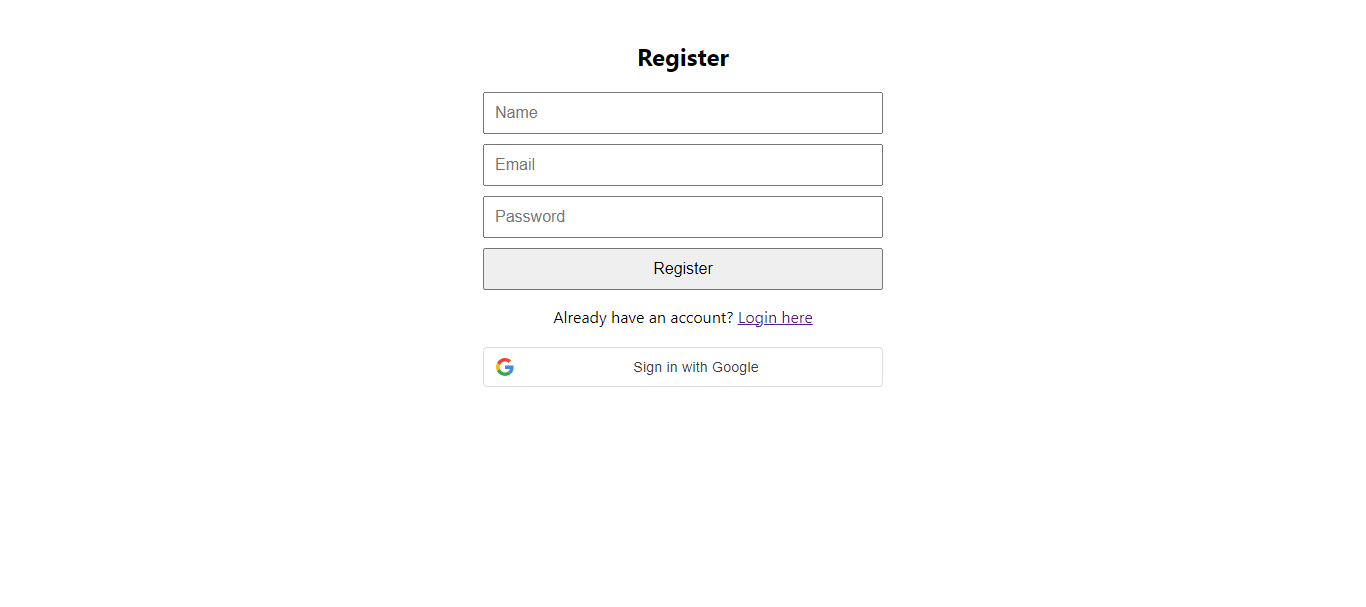 Register
Name
Email
Password
Register
Already have an account? Login here
Sign in with Google